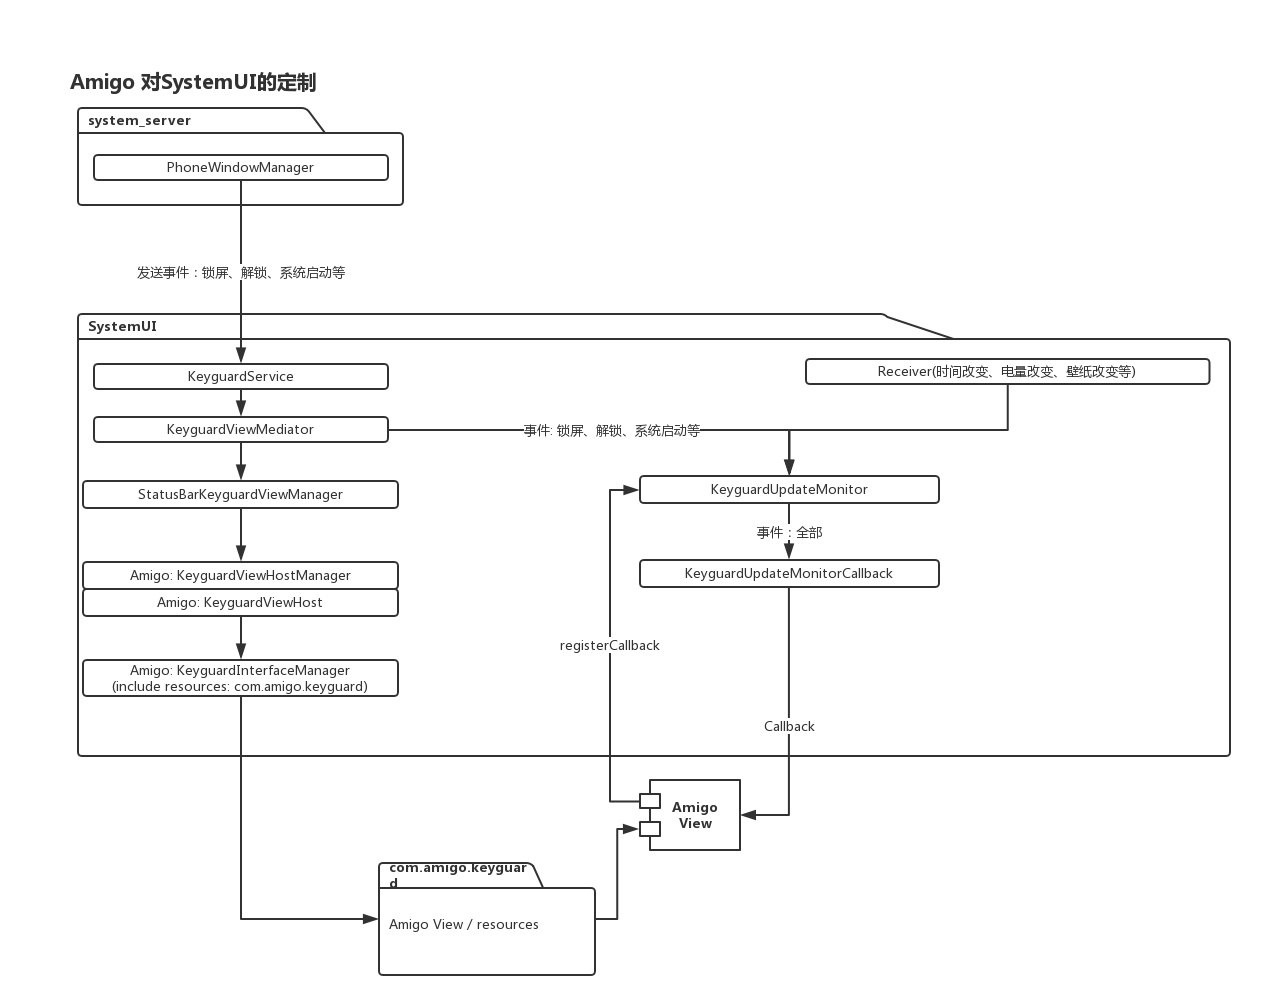 Amigo 对SystemUI的定制
system_server
PhoneWindowManager
发送事件：锁屏、解锁、系统启动等
SystemUI
KeyguardService
Receiver(时间改变、电量改变、壁纸改变等)
KeyguardViewMediator
事件: 锁屏、解锁、系统启动等
StatusBarKeyguardViewManager
KeyguardUpdateMonitor
事件：全部
Amigo: KeyguardViewHostManager
KeyguardUpdateMonitorCallback
Amigo: KeyguardViewHost
registerCallback
Amigo: KeyguardInterfaceManager
(include resources: com.amigo.keyguard)
Callback
Amigo
View
com.amigo.keyguar
d
Amigo View / resources